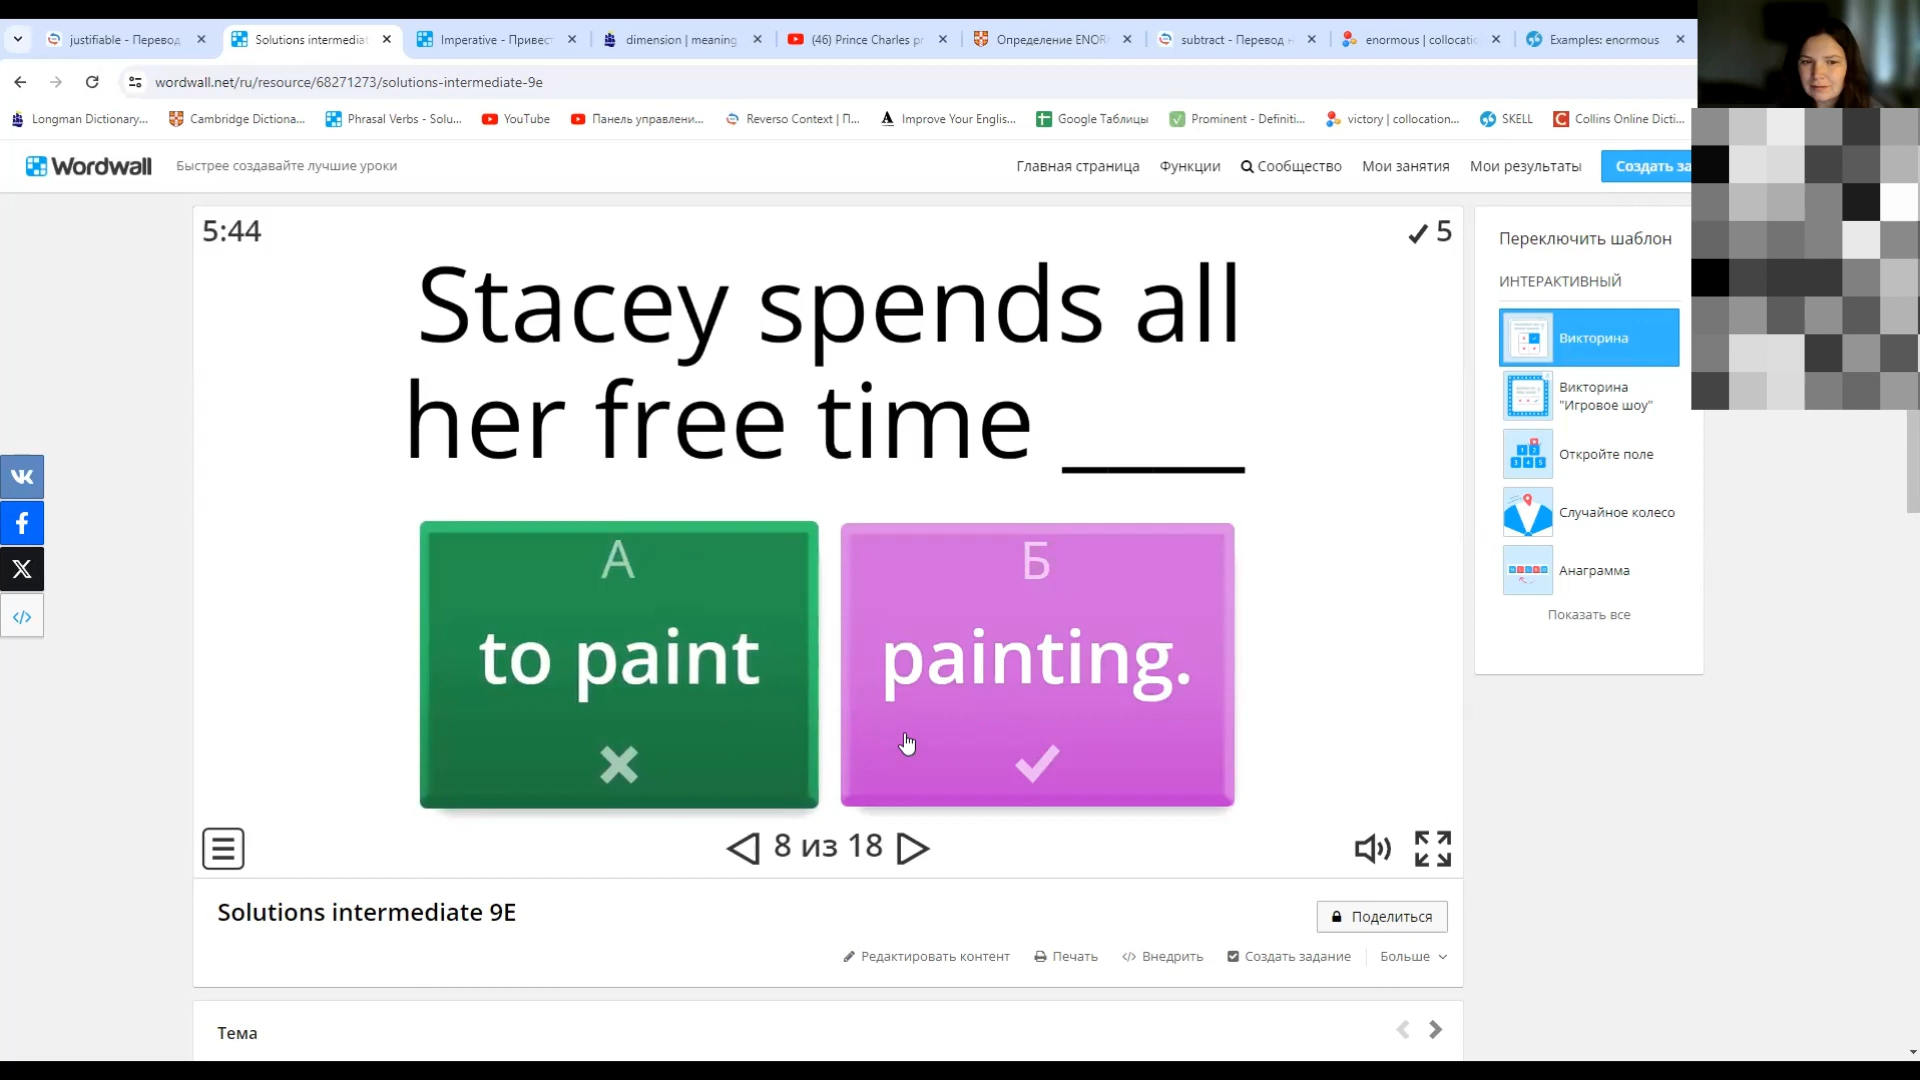 justifiable - Перевод
Solutions intermediat
Imperative - Привест
dimension | meaning
(46) Prince Charles p
Определение ENOR
subtract - Перевод
enormous | collocati
Examples: enormous
wordwall.net/ru/resource/68271273/solutions-intermediate-9e
Longman Dictionary...
Cambridge Dictiona...
Phrasal Verbs - Solu...
YouTube
Панель управлени...
Reverso Context | П...
Improve Your Englis...
Google Таблицы
Prominent - Definiti...
victory | collocation...
SKELL
Collins Online Dicti...
Wordwall
Быстрее создавайте лучшие уроки
Главная страница
Функции
Сообщество
Мои занятия
Мои результаты
Создать за
5:44
5
Stacey spends all
her free time _____
А
to paint
Б
painting.
8 из 18
Переключить шаблон
ИНТЕРАКТИВНЫЙ
Викторина
Викторина
"Игровое шоу"
Откройте поле
Случайное колесо
Анаграмма
Показать все
Solutions intermediate 9E
Поделиться
Редактировать контент
Печать
Внедрить
Создать задание
Больше
Тема